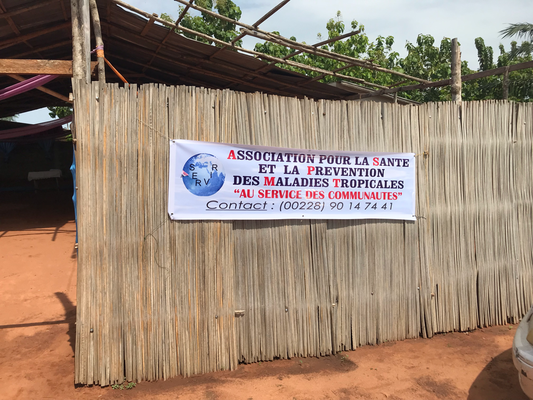 S R
E
RV
ASSOCIATION POUR LA SANTE
ET LA PREVENTION
DES MALADIES TROPICALES
"AU SERVICE DES COMMUNAUTES"
Contact : (00228) 90 14 74 41